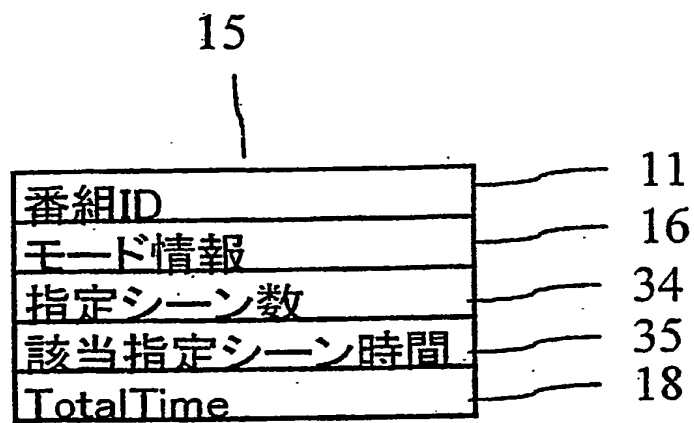 15
番組ID 11
モード情報 16
指定シーン数 34
該当指定シーン時間 35
TotalTime 18